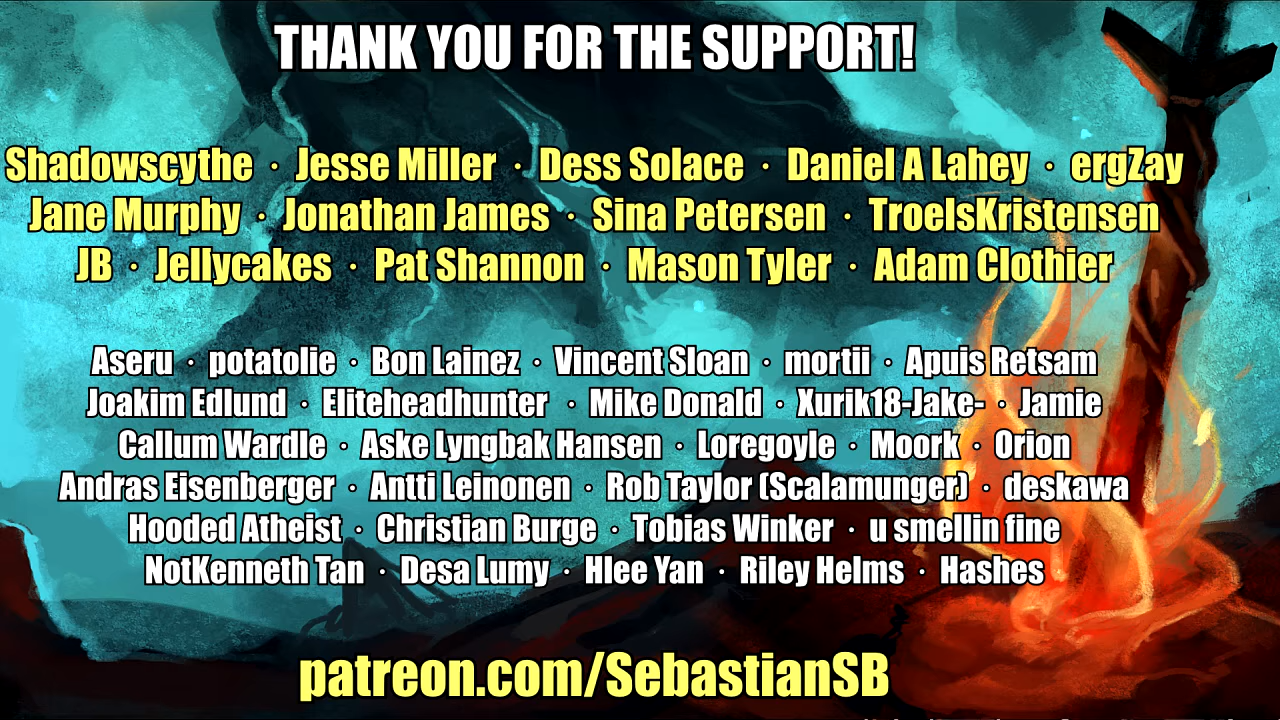 THANK YOU FOR THE SUPPORT!
Shadowscythe · Jesse Miller · Dess Solace · Daniel A Lahey · ergZay
Jane Murphy · Jonathan James · Sina Petersen · TroelsKristensen
JB · Jellycakes · Pat Shannon · Mason Tyler · Adam Clothier
Aseru · potatolie · Bon Lainez · Vincent Sloan · mortii · Apuis Retsam
Joakim Edlund · Eliteheadhunter · Mike Donald · Xurik18-Jake- · Jamie
Callum Wardle · Aske Lyngbak Hansen · Loregoyle · Moork · Orion
Andras Eisenberger · Antti Leinonen · Rob Taylor (Scalamunger) · deskawa
Hooded Atheist · Christian Burge · Tobias Winker · u smellin fine
NotKenneth Tan · Desa Lumy · Hlee Yan · Riley Helms · Hashes
patreon.com/SebastianSB